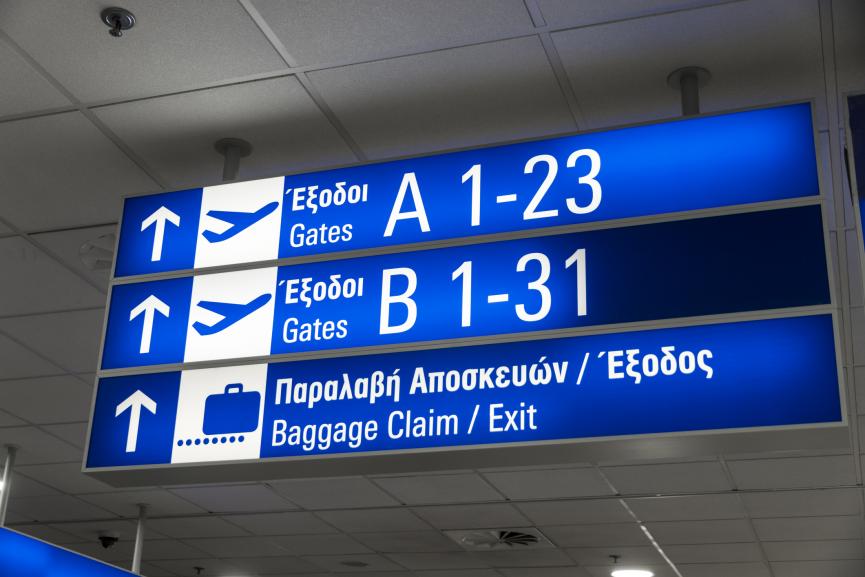 Έξοδοι
Gates
A 1-23
Έξοδοι
Gates
B 1-31
Παραλαβή Αποσκευών / Έξοδος
Baggage Claim / Exit